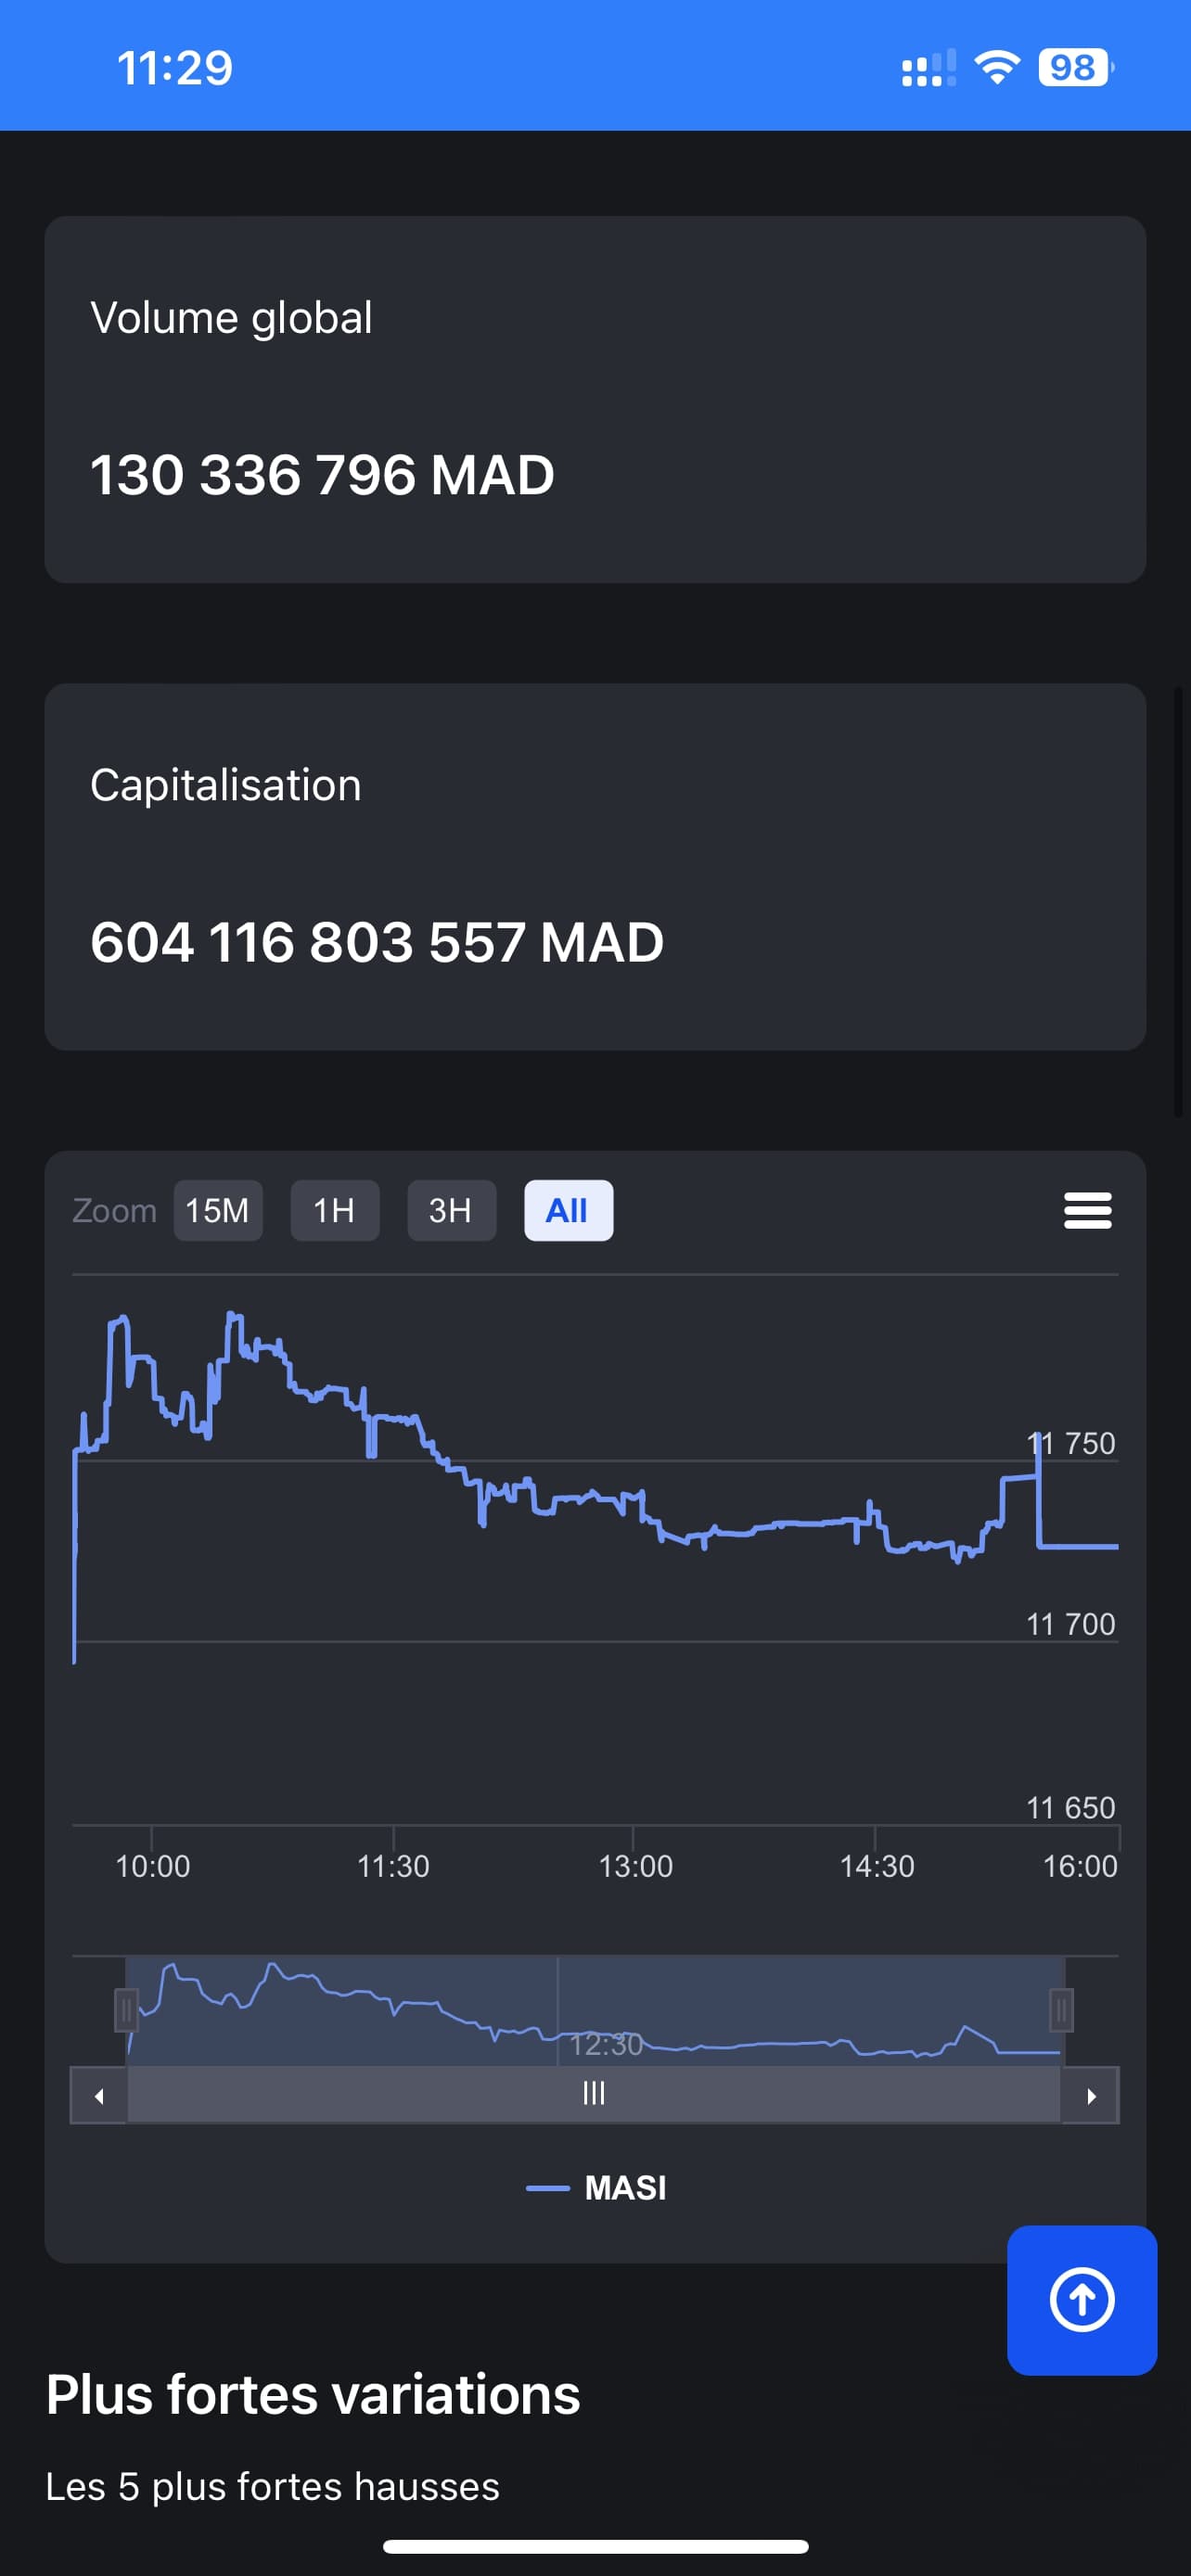 11:29
98
Volume global
130 336 796 MAD
Capitalisation
604 116 803 557 MAD
Zoom 15M 1H 3H All
11 750
11 700
11 650
10:00 11:30 13:00 14:30 16:00
12:30
MASI
Plus fortes variations
Les 5 plus fortes hausses